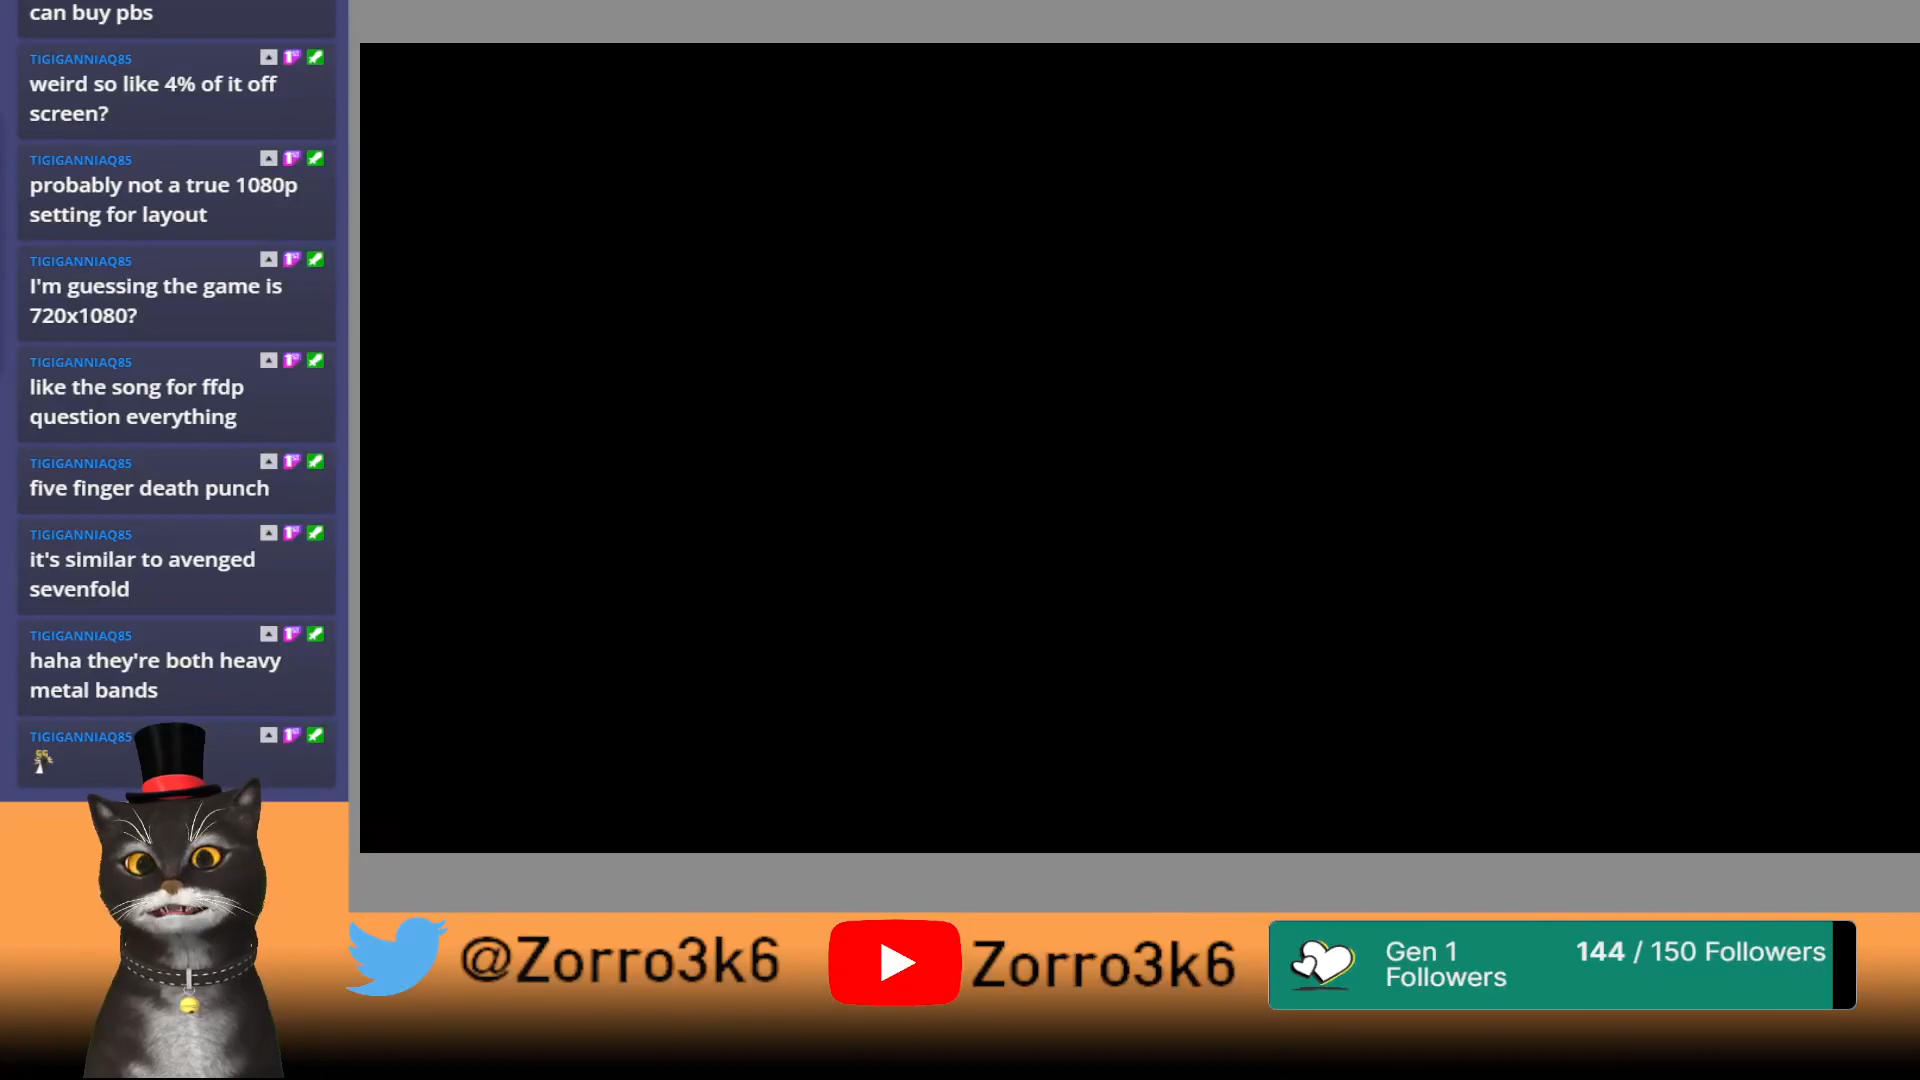 can buy pbs
TIGIGANNIAQ85
weird so like 4% of it off
screen?
TIGIGANNIAQ85
probably not a true 1080p
setting for layout
TIGIGANNIAQ85
I'm guessing the game is
720x1080?
TIGIGANNIAQ85
like the song for ffdp
question everything
TIGIGANNIAQ85
five finger death punch
TIGIGANNIAQ85
it's similar to avenged
sevenfold
TIGIGANNIAQ85
haha they're both heavy
metal bands
TIGIGANNIAQ85
@Zorro3k6
Zorro3k6
Gen 1
Followers
144 / 150 Followers